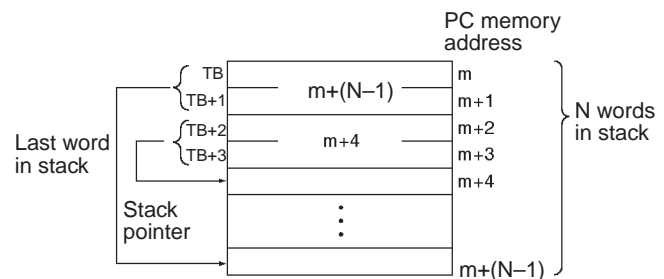 PC memory
address
TB
m+(N–1)
m
TB+1
m+1
N words
in stack
Last word
in stack
TB+2
m+4
m+2
TB+3
m+3
m+4
Stack
pointer
m+(N–1)